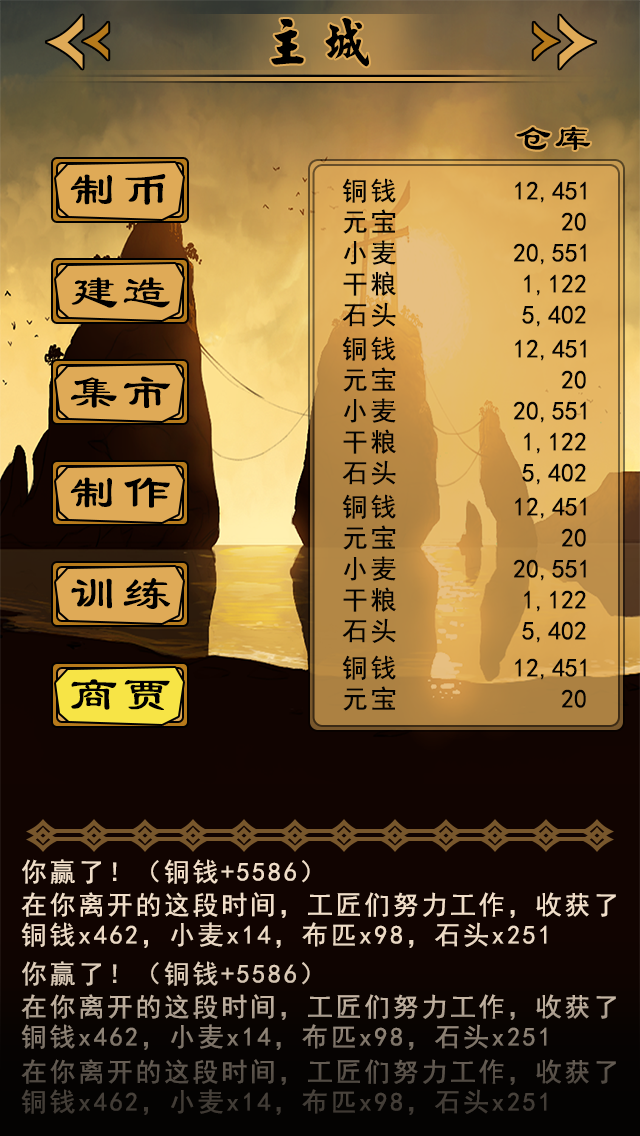 主城
仓库
制币
建造
集市
制作
训练
商贾
铜钱 12,451
元宝 20
小麦 20,551
干粮 1,122
石头 5,402
铜钱 12,451
元宝 20
小麦 20,551
干粮 1,122
石头 5,402
铜钱 12,451
元宝 20
小麦 20,551
干粮 1,122
石头 5,402
铜钱 12,451
元宝 20
你赢了！（铜钱+5586）
在你离开的这段时间，工匠们努力工作，收获了
铜钱x462，小麦x14，布匹x98，石头x251
你赢了！（铜钱+5586）
在你离开的这段时间，工匠们努力工作，收获了
铜钱x462，小麦x14，布匹x98，石头x251
在你离开的这段时间，工匠们努力工作，收获了
铜钱x462，小麦x14，布匹x98，石头x251